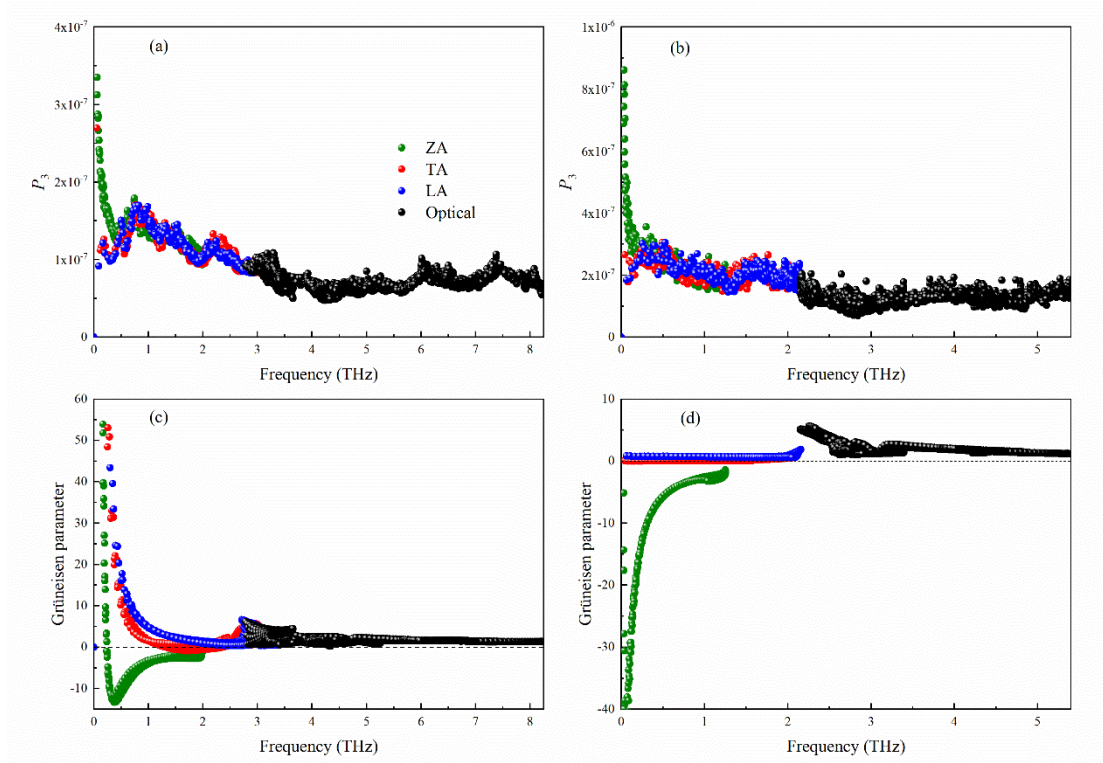 (a)
4x10-7
3x10-7
2x10-7
1x10-7
0
P3
0 1 2 3 4 5 6 7 8
Frequency (THz)
ZA
TA
LA
Optical
(b)
1x10-6
8x10-7
6x10-7
4x10-7
2x10-7
0
P3
0 1 2 3 4 5
Frequency (THz)
(c)
60
50
40
30
20
10
0
-10
Grüneisen parameter
0 1 2 3 4 5 6 7 8
Frequency (THz)
(d)
10
0
-10
-20
-30
-40
Grüneisen parameter
0 1 2 3 4 5
Frequency (THz)